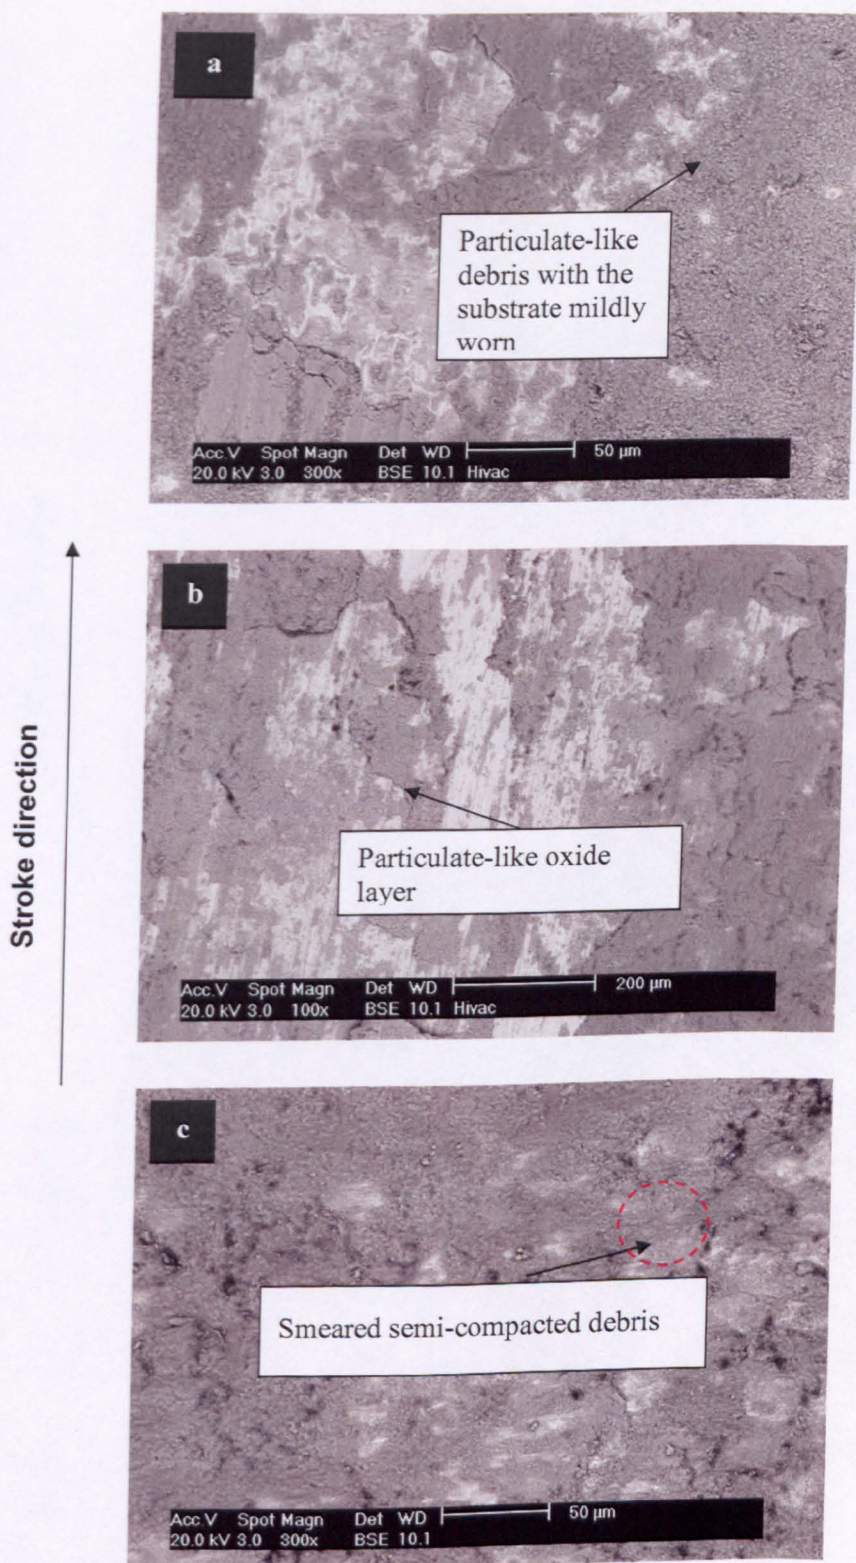 a
Particulate-like
debris with the
substrate mildly
worn
Acc.V Spot Magn Det WD 50 µm
20.0 kV 3.0 300x BSE 10.1 Hivac
Stroke direction
b
Particulate-like oxide
layer
Acc.V Spot Magn Det WD 200 µm
20.0 kV 3.0 100x BSE 10.1 Hivac
c
Smeared semi-compacted debris
Acc.V Spot Magn Det WD 50 µm
20.0 kV 3.0 300x BSE 10.1